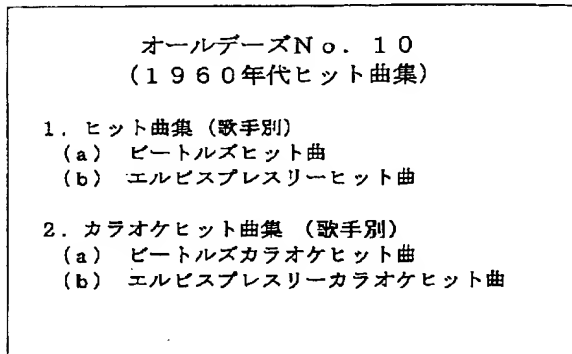 オールデーズNo．１０
（１９６０年代ヒット曲集）
１．ヒット曲集（歌手別）
（a） ビートルズヒット曲
（b） エルビスプレスリーヒット曲
２．カラオケヒット曲集 （歌手別）
（a） ビートルズカラオケヒット曲
（b） エルビスプレスリーカラオケヒット曲